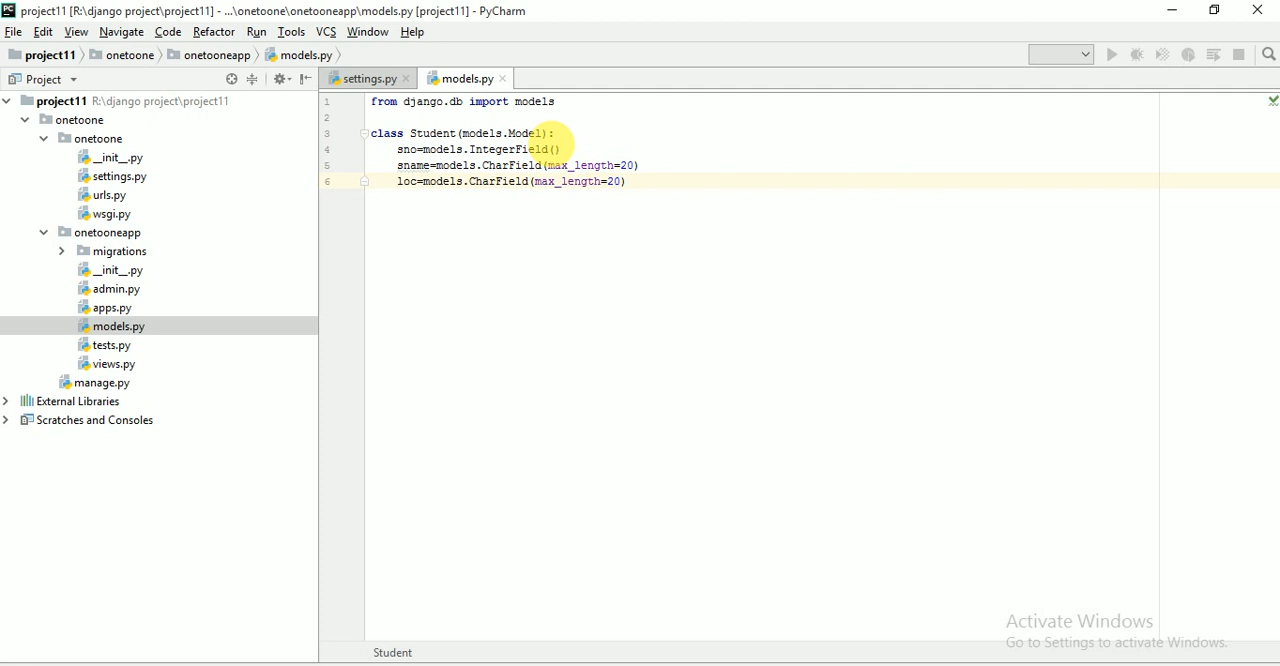 project11 [R:\django project\project11] - ...\onetoone\onetooneapp\models.py [project11] - PyCharm
File Edit View Navigate Code Refactor Run Tools VCS Window Help
project11 onetoone onetooneapp models.py
Project settings.py models.py
project11 R:\django project\project11
onetoone
onetoone
__init__.py
settings.py
urls.py
wsgi.py
onetooneapp
migrations
__init__.py
admin.py
apps.py
models.py
tests.py
views.py
manage.py
External Libraries
Scratches and Consoles
1 from django.db import models
2
3 class Student(models.Model):
4 sno=models.IntegerField()
5 sname=models.CharField(max_length=20)
6 loc=models.CharField(max_length=20)
Student
Activate Windows
Go to Settings to activate Windows.